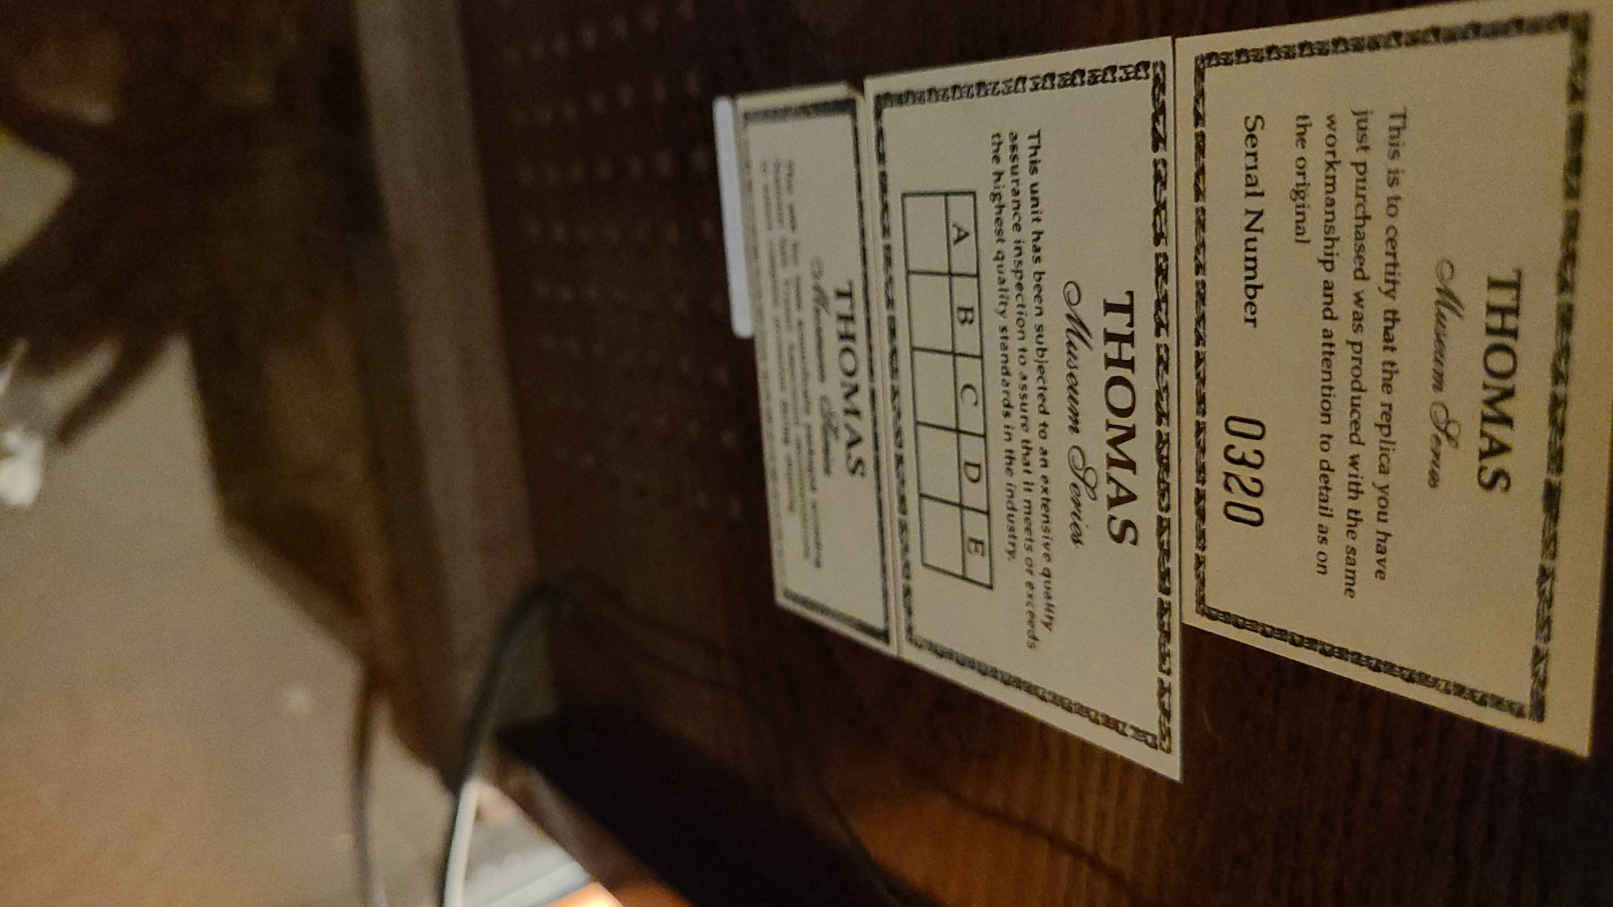 THOMAS
Museum Series
This is to certify that the replica you have
just purchased was produced with the same
workmanship and attention to detail as on
the original
Serial Number 0320
THOMAS
Museum Series
This unit has been subjected to an extensive quality
assurance inspection to assure that it meets or exceeds
the highest quality standards in the industry.
A B C D E
THOMAS
Museum Series